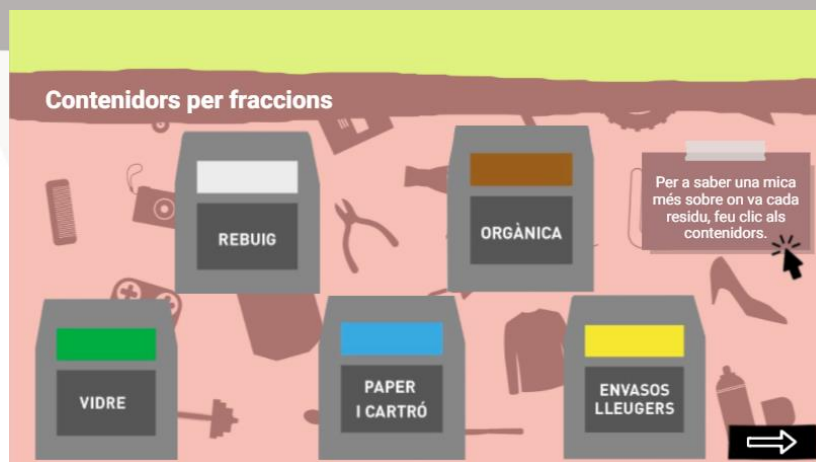 Contenidors per fraccions
REBUIG
ORGÀNICA
Per a saber una mica
més sobre on va cada
residu, feu clic als
contenidors.
VIDRE
PAPER
I CARTRÓ
ENVASOS
LLEUGERS